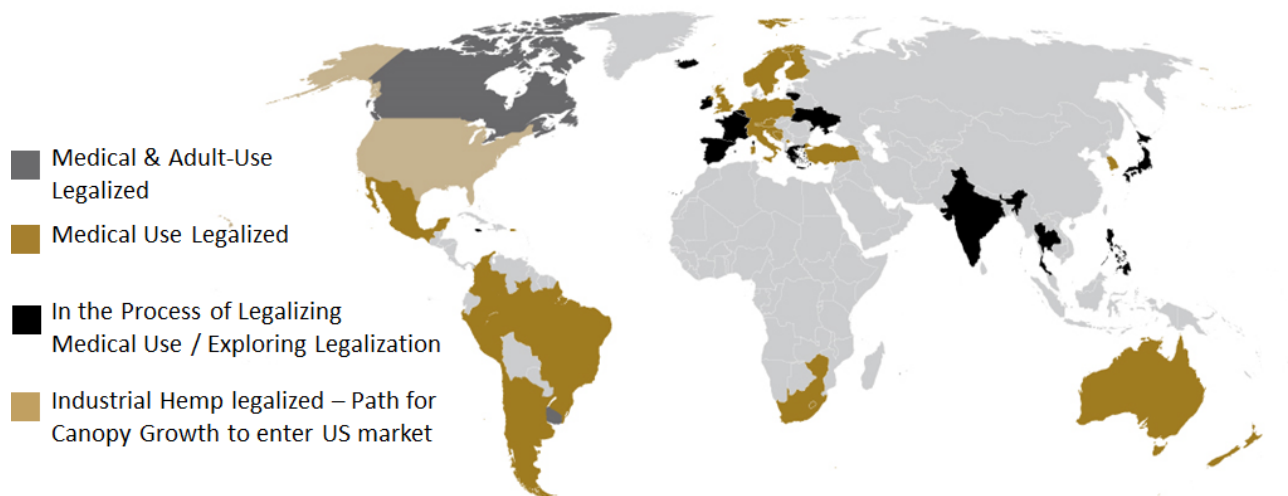 Medical & Adult-Use
Legalized
Medical Use Legalized
In the Process of Legalizing
Medical Use / Exploring Legalization
Industrial Hemp legalized – Path for
Canopy Growth to enter US market